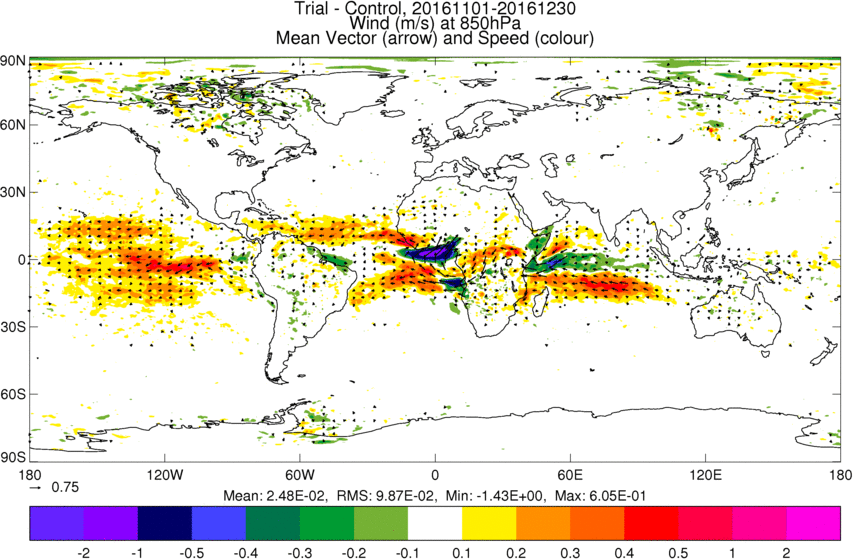 Trial - Control, 20161101-20161230
Wind (m/s) at 850hPa
Mean Vector (arrow) and Speed (colour)
90N
60N
30N
0
30S
60S
90S
180 120W 60W 0 60E 120E 180
0.75
Mean: 2.48E-02, RMS: 9.87E-02, Min: -1.43E+00, Max: 6.05E-01
-2 -1 -0.5 -0.4 -0.3 -0.2 -0.1 0.1 0.2 0.3 0.4 0.5 1 2